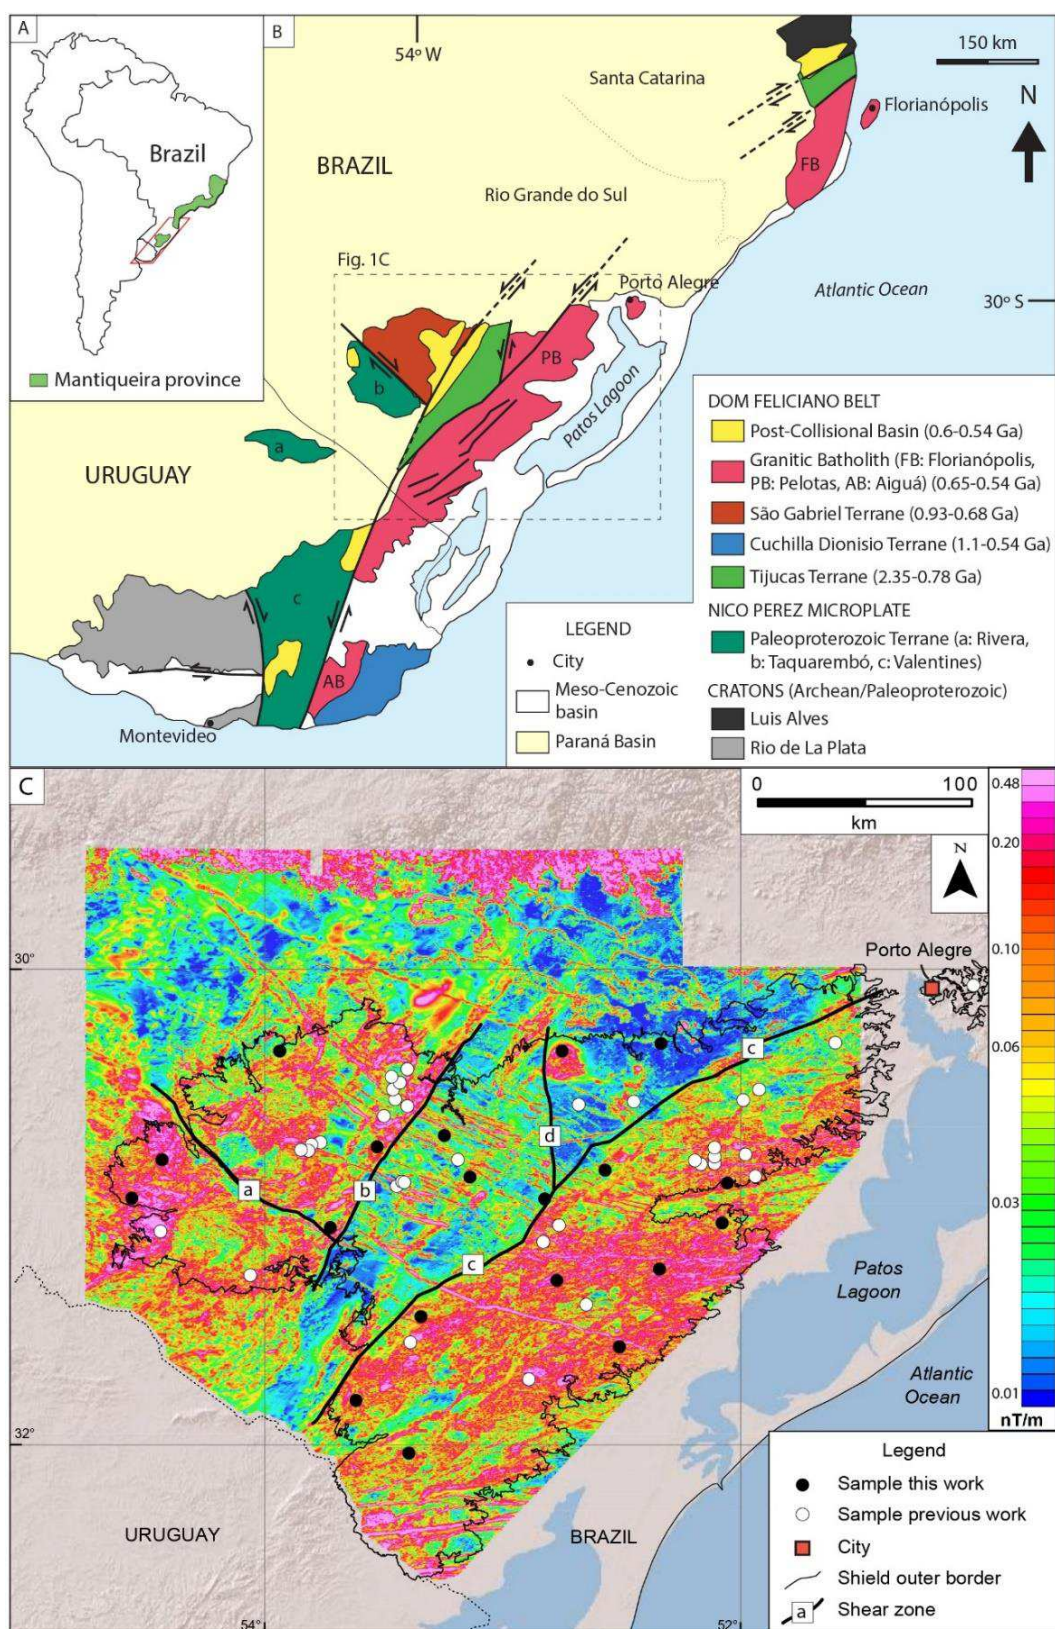 A
B
54º W
150 km
Santa Catarina
N
Florianópolis
Brazil
BRAZIL
FB
Rio Grande do Sul
Fig. 1C
Porto Alegre
Atlantic Ocean
30º S
PB
b
Mantiqueira province
Patos Lagoon
a
URUGUAY
c
AB
Montevideo
LEGEND
City
Meso-Cenozoic
basin
Paraná Basin
DOM FELICIANO BELT
Post-Collisional Basin (0.6-0.54 Ga)
Granitic Batholith (FB: Florianópolis,
PB: Pelotas, AB: Aiguá) (0.65-0.54 Ga)
São Gabriel Terrane (0.93-0.68 Ga)
Cuchilla Dionisio Terrane (1.1-0.54 Ga)
Tijucas Terrane (2.35-0.78 Ga)
NICO PEREZ MICROPLATE
Paleoproterozoic Terrane (a: Rivera,
b: Taquarembó, c: Valentines)
CRATONS (Archean/Paleoproterozoic)
Luis Alves
Rio de La Plata
C
0 100
km
0.48
0.20
0.10
0.06
0.03
0.01
nT/m
N
Porto Alegre
30°
c
d
a
b
c
Patos
Lagoon
Atlantic
Ocean
32°
URUGUAY
BRAZIL
54°
52°
Legend
Sample this work
Sample previous work
City
Shield outer border
a Shear zone